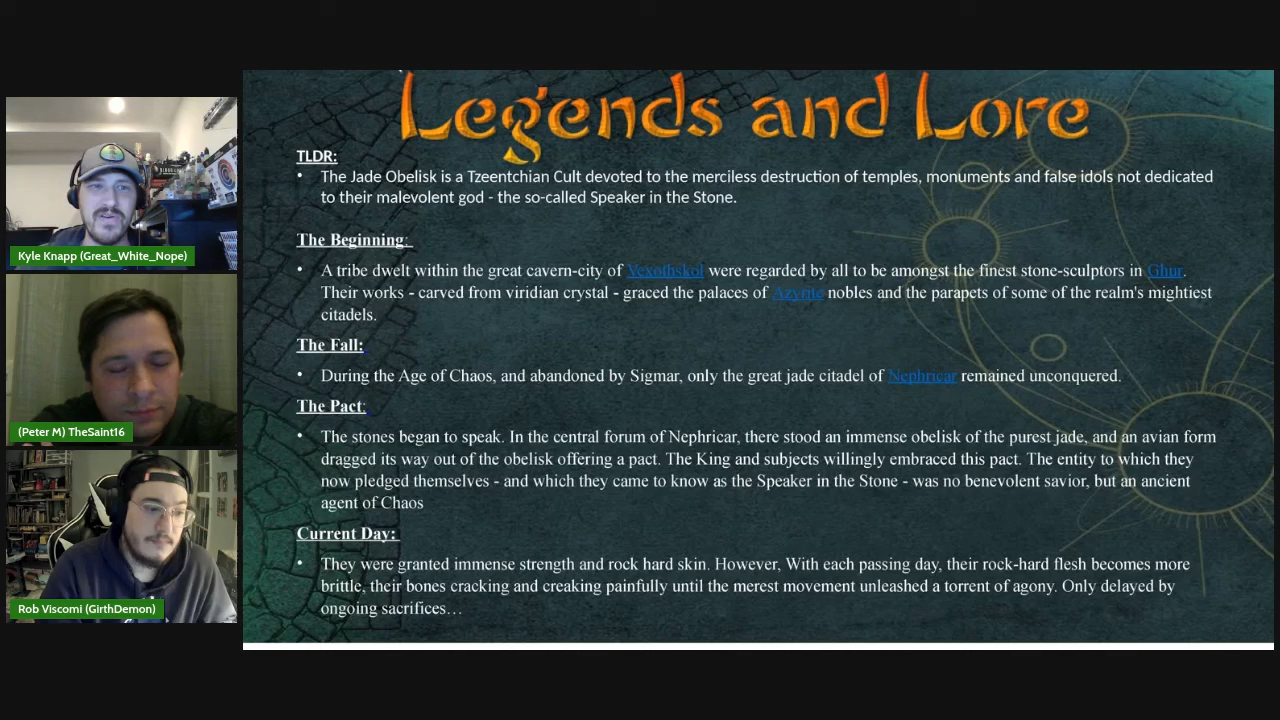 Legends and Lore
TLDR:
• The Jade Obelisk is a Tzeentchian Cult devoted to the merciless destruction of temples, monuments and false idols not dedicated
to their malevolent god - the so-called Speaker in the Stone.
The Beginning:
• A tribe dwelt within the great cavern-city of Vexothskol were regarded by all to be amongst the finest stone-sculptors in Ghur.
Their works - carved from viridian crystal - graced the palaces of Azyrite nobles and the parapets of some of the realm's mightiest
citadels.
The Fall:
• During the Age of Chaos, and abandoned by Sigmar, only the great jade citadel of Nephricar remained unconquered.
The Pact:
• The stones began to speak. In the central forum of Nephricar, there stood an immense obelisk of the purest jade, and an avian form
dragged its way out of the obelisk offering a pact. The King and subjects willingly embraced this pact. The entity to which they
now pledged themselves - and which they came to know as the Speaker in the Stone - was no benevolent savior, but an ancient
agent of Chaos
Current Day:
• They were granted immense strength and rock hard skin. However, With each passing day, their rock-hard flesh becomes more
brittle, their bones cracking and creaking painfully until the merest movement unleashed a torrent of agony. Only delayed by
ongoing sacrifices…
Kyle Knapp (Great_White_Nope)
(Peter M) TheSaint16
Rob Viscomi (GirthDemon)